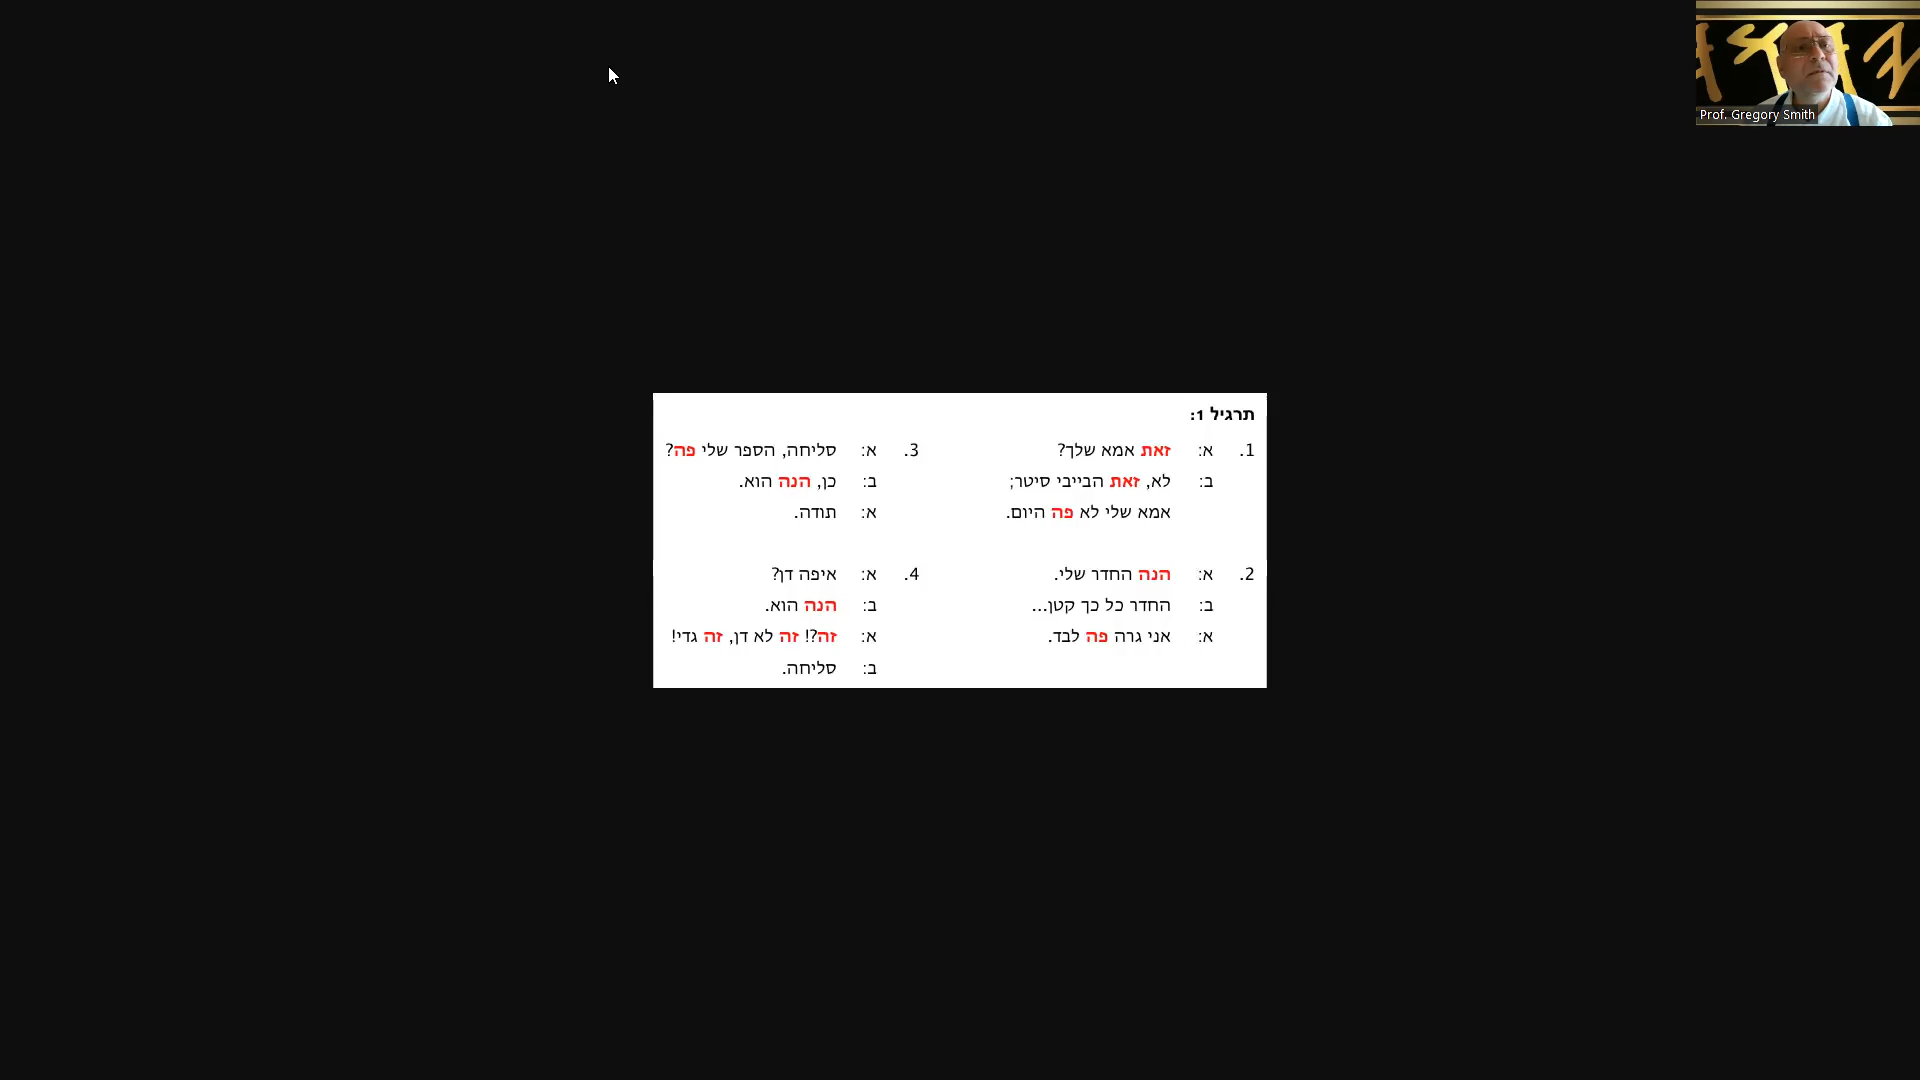 תרגיל 1:
1. א: זאת אמא שלך?
ב: לא, זאת הבייבי סיטר;
אמא שלי לא פה היום.
2. א: הנה החדר שלי.
ב: החדר כל כך קטן...
א: אני גרה פה לבד.
3. א: סליחה, הספר שלי פה?
ב: כן, הנה הוא.
א: תודה.
4. א: איפה דן?
ב: הנה הוא.
א: זה?! זה לא דן, זה גדי!
ב: סליחה.
Prof. Gregory Smith